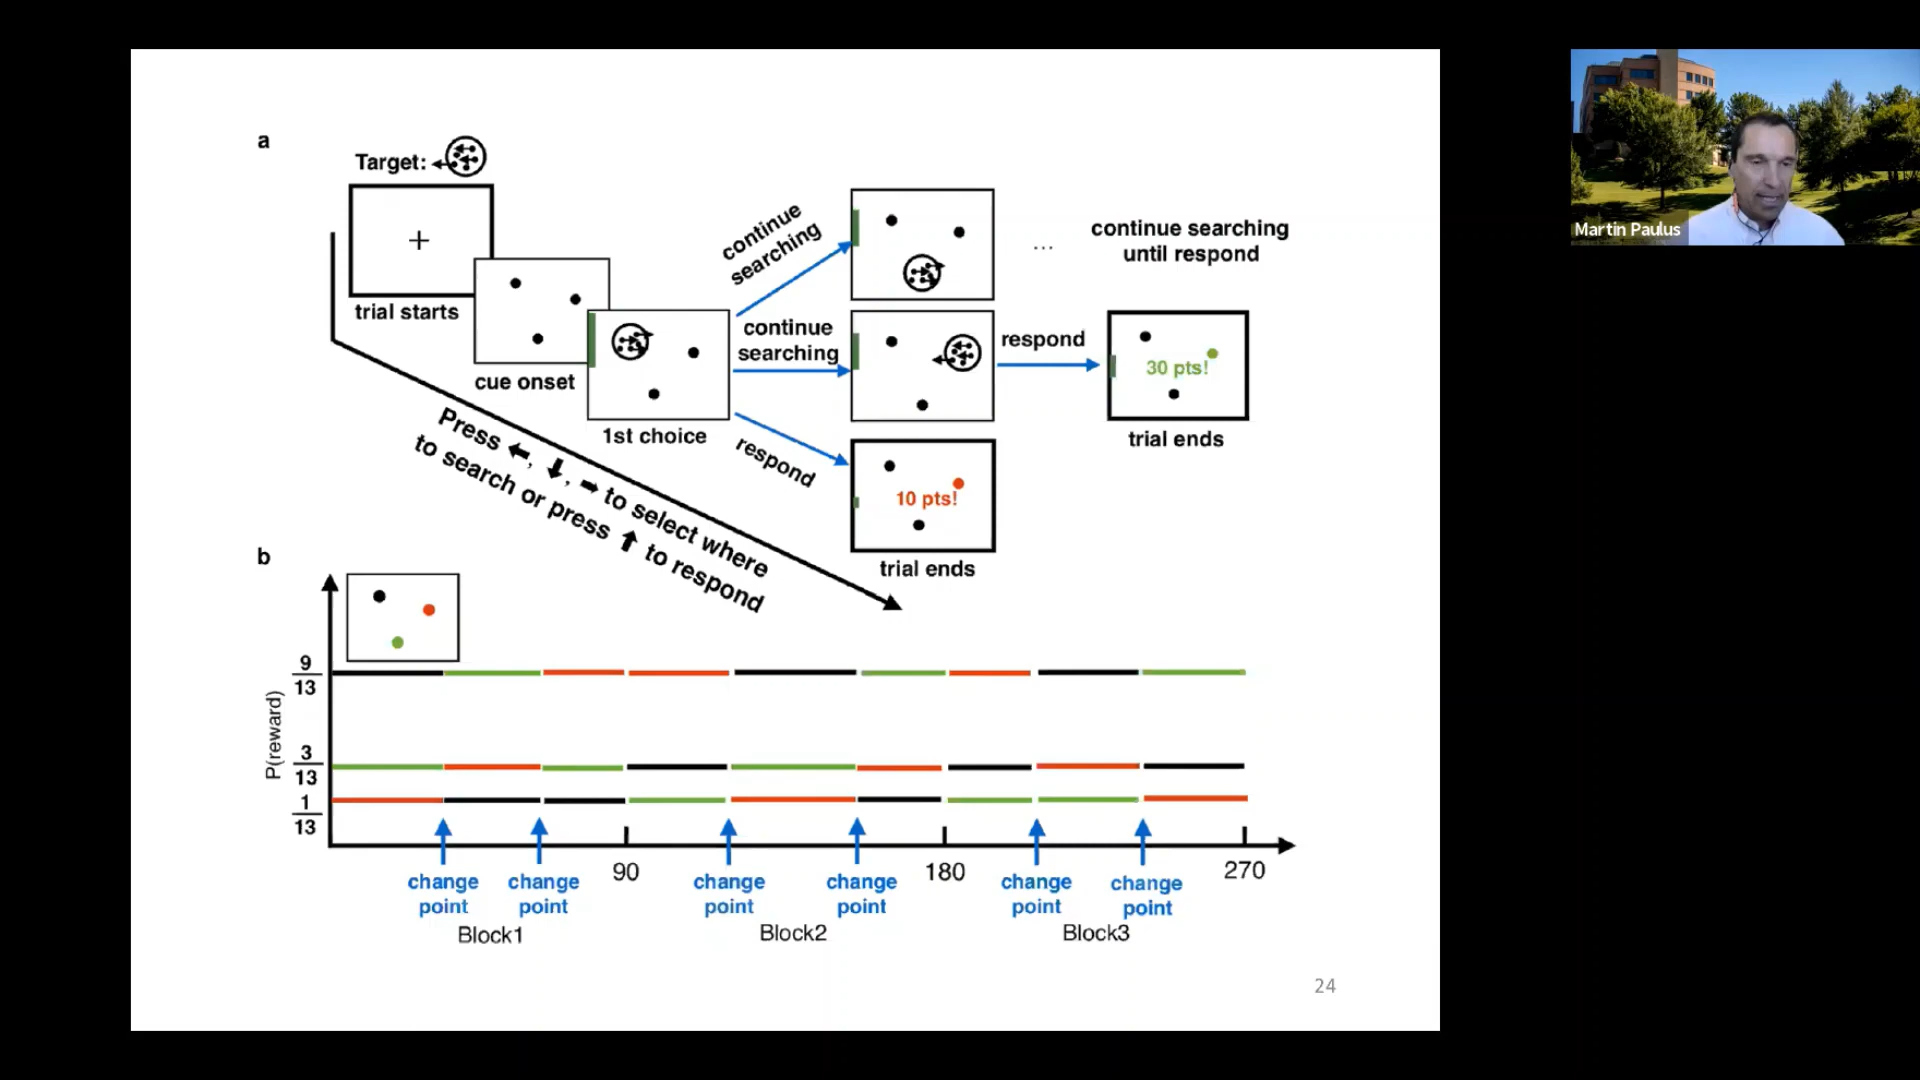 a
Target:
trial starts
cue onset
1st choice
continue
searching
continue
searching
respond
... continue searching
until respond
respond
30 pts!
trial ends
10 pts!
trial ends
Press ←, ↓, → to select where
to search or press ↑ to respond
b
P(reward)
9
13
3
13
1
13
90
180
270
change
point
change
point
change
point
change
point
change
point
change
point
Block1
Block2
Block3
24
Martin Paulus